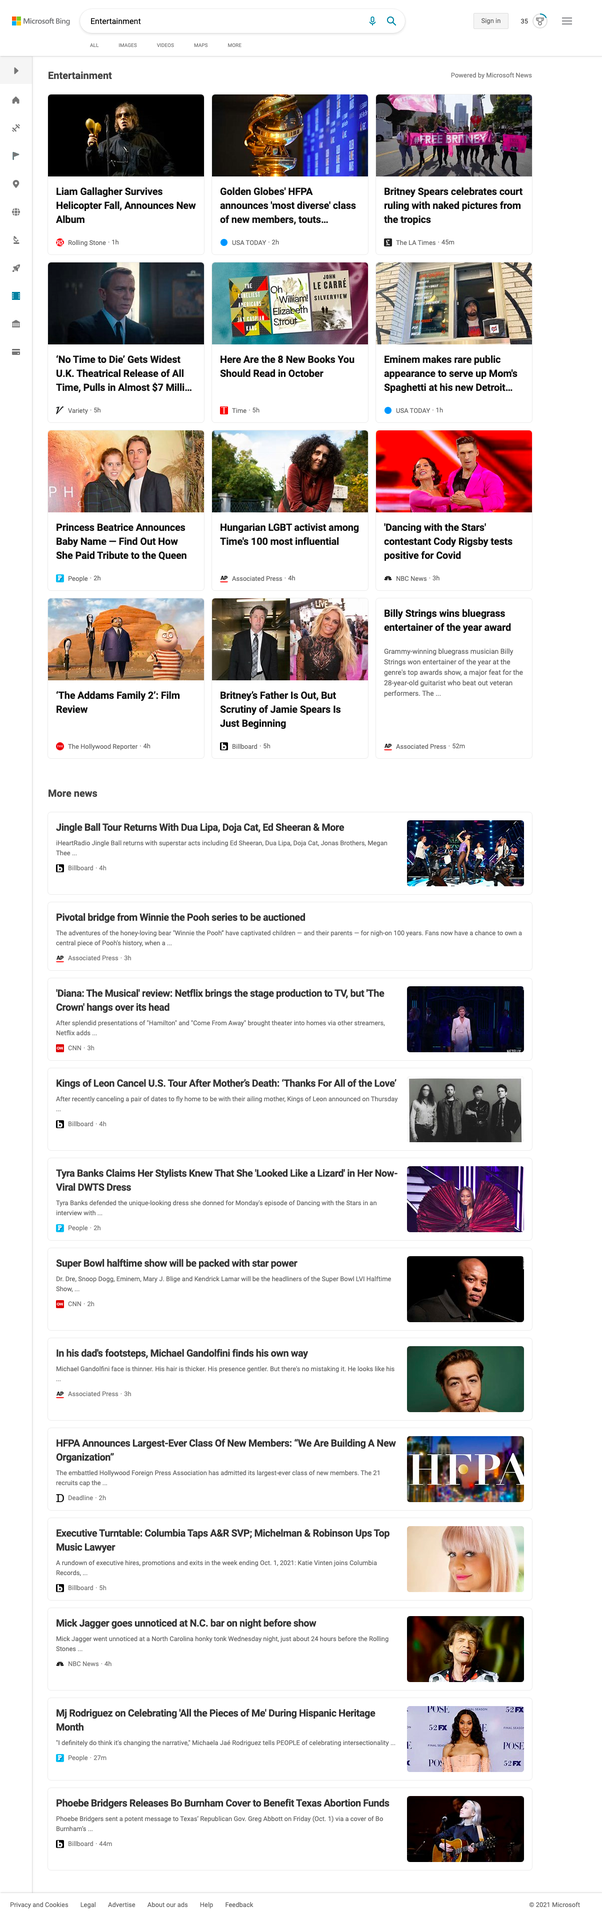 Microsoft Bing
Entertainment
Sign in
35
ALL IMAGES VIDEOS MAPS MORE
Entertainment
Powered by Microsoft News
FREE BRITNEY
Liam Gallagher Survives
Helicopter Fall, Announces New
Album
Rolling Stone · 1h
Golden Globes' HFPA
announces 'most diverse' class
of new members, touts...
USA TODAY · 2h
Britney Spears celebrates court
ruling with naked pictures from
the tropics
The LA Times · 45m
Oh
William!
Elizabeth
Strout
JOHN
LE CARRÉ
SILVERVIEW
‘No Time to Die’ Gets Widest
U.K. Theatrical Release of All
Time, Pulls in Almost $7 Milli...
Variety · 5h
Here Are the 8 New Books You
Should Read in October
Time · 5h
Eminem makes rare public
appearance to serve up Mom's
Spaghetti at his new Detroit...
USA TODAY · 1h
P H
Princess Beatrice Announces
Baby Name — Find Out How
She Paid Tribute to the Queen
People · 2h
Hungarian LGBT activist among
Time's 100 most influential
AP Associated Press · 4h
'Dancing with the Stars'
contestant Cody Rigsby tests
positive for Covid
NBC News · 3h
‘The Addams Family 2’: Film
Review
The Hollywood Reporter · 4h
LIVE
Britney’s Father Is Out, But
Scrutiny of Jamie Spears Is
Just Beginning
Billboard · 5h
Billy Strings wins bluegrass
entertainer of the year award
Grammy-winning bluegrass musician Billy
Strings won entertainer of the year at the
genre's top awards show, a major feat for the
28-year-old guitarist who beat out veteran
performers. The ...
AP Associated Press · 52m
More news
Jingle Ball Tour Returns With Dua Lipa, Doja Cat, Ed Sheeran & More
iHeartRadio Jingle Ball returns with superstar acts including Ed Sheeran, Dua Lipa, Doja Cat, Jonas Brothers, Megan
Thee ...
Billboard · 4h
Pivotal bridge from Winnie the Pooh series to be auctioned
The adventures of the honey-loving bear “Winnie the Pooh” have captivated children — and their parents — for nigh-on 100 years. Fans now have a chance to own a
central piece of Pooh's history, when a ...
AP Associated Press · 3h
'Diana: The Musical' review: Netflix brings the stage production to TV, but 'The
Crown' hangs over its head
After splendid presentations of "Hamilton" and "Come From Away" brought theater into homes via other streamers,
Netflix adds ...
CNN CNN · 3h
NETFLIX
Kings of Leon Cancel U.S. Tour After Mother’s Death: ‘Thanks For All of the Love’
After recently canceling a pair of dates to fly home to be with their ailing mother, Kings of Leon announced on Thursday
...
Billboard · 4h
Tyra Banks Claims Her Stylists Knew That She 'Looked Like a Lizard' in Her Now-
Viral DWTS Dress
Tyra Banks defended the unique-looking dress she donned for Monday's episode of Dancing with the Stars in an
interview with ...
People · 2h
Super Bowl halftime show will be packed with star power
Dr. Dre, Snoop Dogg, Eminem, Mary J. Blige and Kendrick Lamar will be the headliners of the Super Bowl LVI Halftime
Show, ...
CNN CNN · 2h
In his dad's footsteps, Michael Gandolfini finds his own way
Michael Gandolfini face is thinner. His hair is thicker. His presence gentler. But there's no mistaking it. He looks like his
...
AP Associated Press · 3h
HFPA Announces Largest-Ever Class Of New Members: “We Are Building A New
Organization”
The embattled Hollywood Foreign Press Association has admitted its largest-ever class of new members. The 21
recruits cap the ...
Deadline · 2h
HFPA
Executive Turntable: Columbia Taps A&R SVP; Michelman & Robinson Ups Top
Music Lawyer
A rundown of executive hires, promotions and exits in the week ending Oct. 1, 2021: Katie Vinten joins Columbia
Records, ...
Billboard · 5h
Mick Jagger goes unnoticed at N.C. bar on night before show
Mick Jagger went unnoticed at a North Carolina honky tonk Wednesday night, just about 24 hours before the Rolling
Stones ...
NBC News · 4h
Mj Rodriguez on Celebrating 'All the Pieces of Me' During Hispanic Heritage
Month
"I definitely do think it's changing the narrative," Michaela Jaé Rodriguez tells PEOPLE of celebrating intersectionality ...
People · 27m
POSE
FX
Phoebe Bridgers Releases Bo Burnham Cover to Benefit Texas Abortion Funds
Phoebe Bridgers sent a potent message to Texas' Republican Gov. Greg Abbott on Friday (Oct. 1) via a cover of Bo
Burnham's ...
Billboard · 44m
Privacy and Cookies Legal Advertise About our ads Help Feedback
© 2021 Microsoft